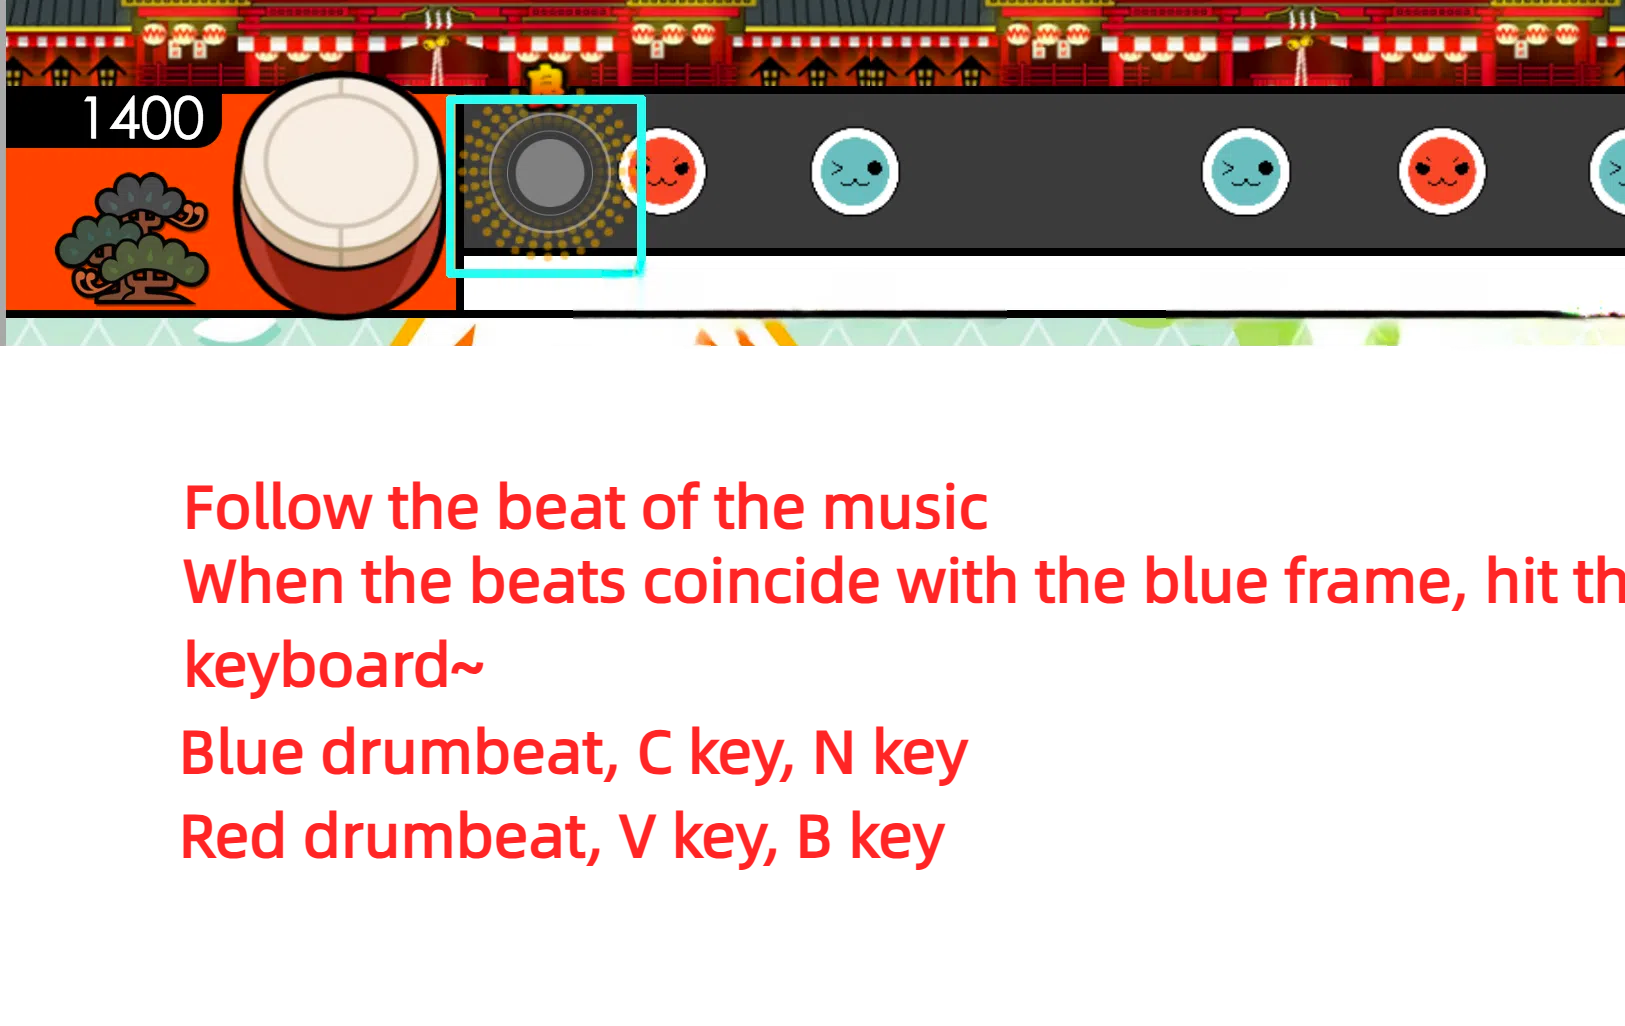 1400
Follow the beat of the music
When the beats coincide with the blue frame, hit th
keyboard~
Blue drumbeat, C key, N key
Red drumbeat, V key, B key